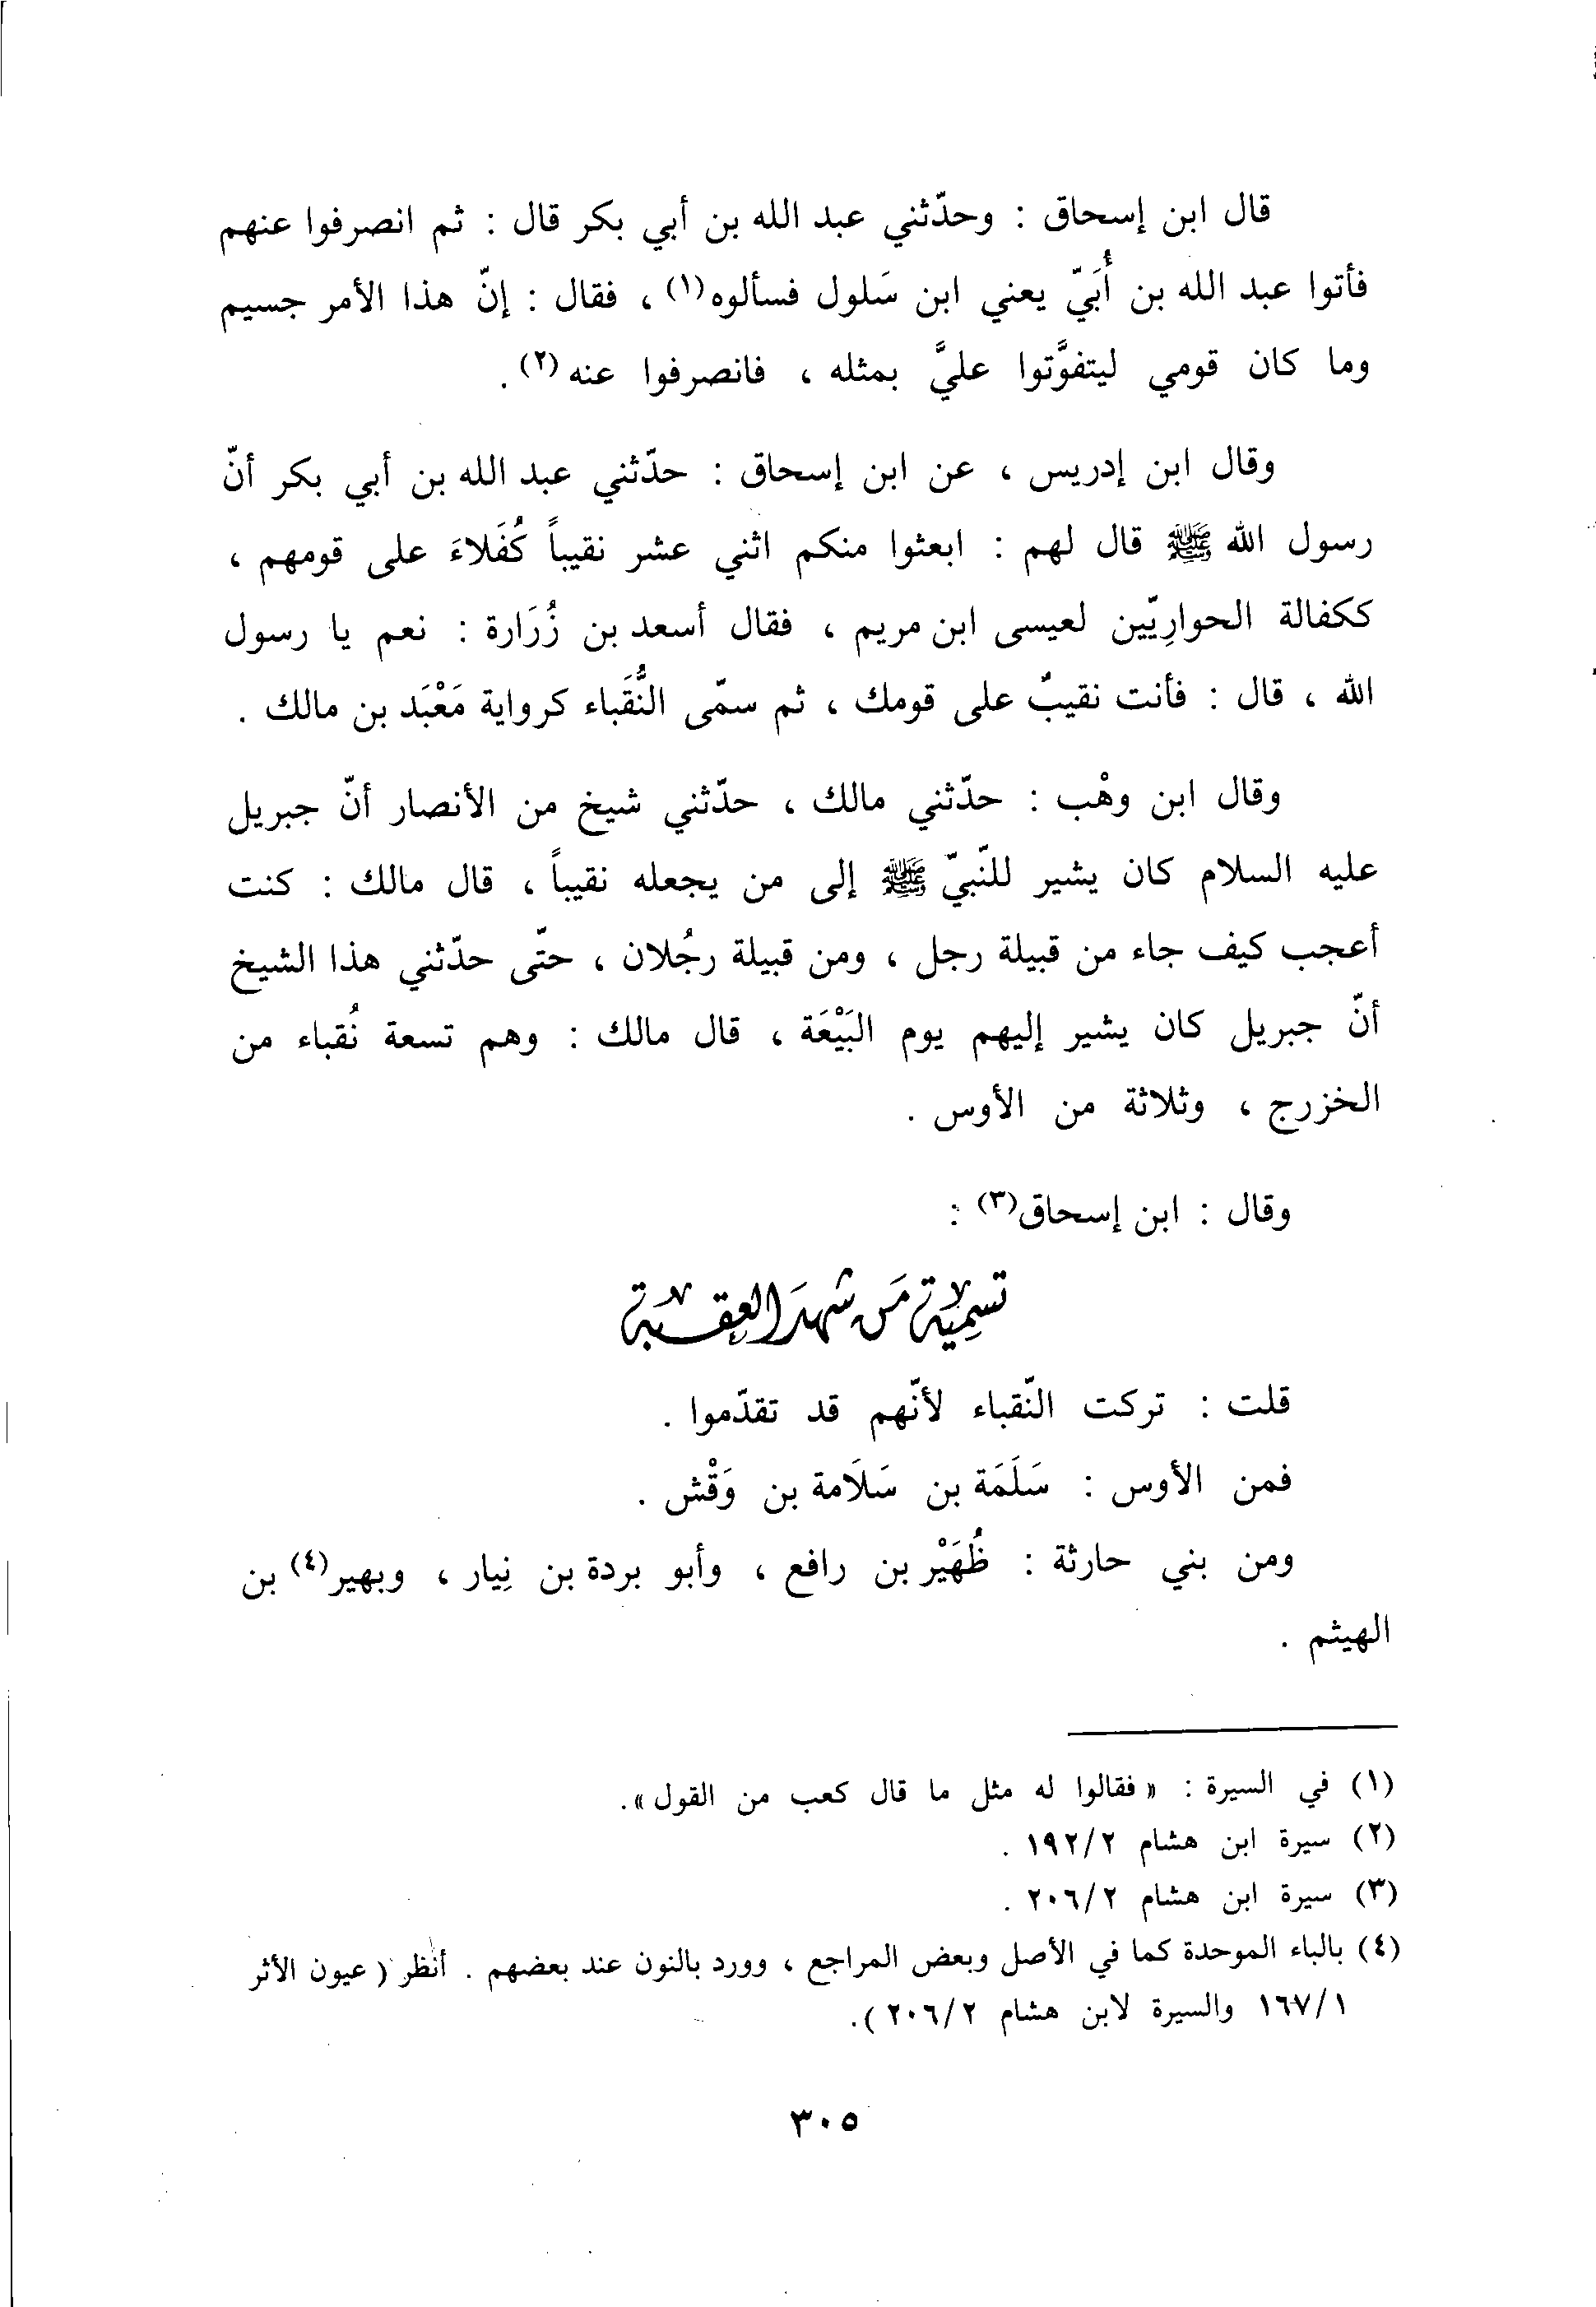 قال ابن إسحاق : وحدّثني عبد الله بن أبي بكر قال : ثم انصرفوا عنهم
فأتوا عبد الله بن أُبَيّ يعني ابن سَلول فسألوه(١) ، فقال : إنّ هذا الأمر جسيم
وما كان قومي ليتفوَّتوا عليَّ بمثله ، فانصرفوا عنه(٢) .
وقال ابن إدريس ، عن ابن إسحاق : حدّثني عبد الله بن أبي بكر أنّ
رسول الله ﷺ قال لهم : ابعثوا منكم اثني عشر نقيباً كُفَلاءَ على قومهم ،
ككفالة الحوارِيّين لعيسى ابن مريم ، فقال أسعد بن زُرَارة : نعم يا رسول
الله ، قال : فأنت نقيبٌ على قومك ، ثم سمّى النُّقَباء كرواية مَعْبَد بن مالك .
وقال ابن وهْب : حدّثني مالك ، حدّثني شيخ من الأنصار أنّ جبريل
عليه السلام كان يشير للنّبيّ ﷺ إلى من يجعله نقيباً ، قال مالك : كنت
أعجب كيف جاء من قبيلة رجل ، ومن قبيلة رجُلان ، حتّى حدّثني هذا الشيخ
أنّ جبريل كان يشير إليهم يوم البَيْعَة ، قال مالك : وهم تسعة نُقباء من
الخزرج ، وثلاثة من الأوس .
وقال : ابن إسحاق(٣) :
تسمية من شهد العقبة
قلت : تركت النّقباء لأنّهم قد تقدّموا .
فمن الأوس : سَلَمَة بن سَلَامة بن وَقْش .
ومن بني حارثة : ظُهَيْر بن رافع ، وأبو بردة بن نِيار ، وبهير(٤) بن
الهيثم .
(١) في السيرة : « فقالوا له مثل ما قال كعب من القول ».
(٢) سيرة ابن هشام ١٩٢/٢ .
(٣) سيرة ابن هشام ٢٠٦/٢ .
(٤) بالباء الموحدة كما في الأصل وبعض المراجع ، وورد بالنون عند بعضهم . أنظر ( عيون الأثر
١٦٧/١ والسيرة لابن هشام ٢٠٦/٢ ).
٣٠٥